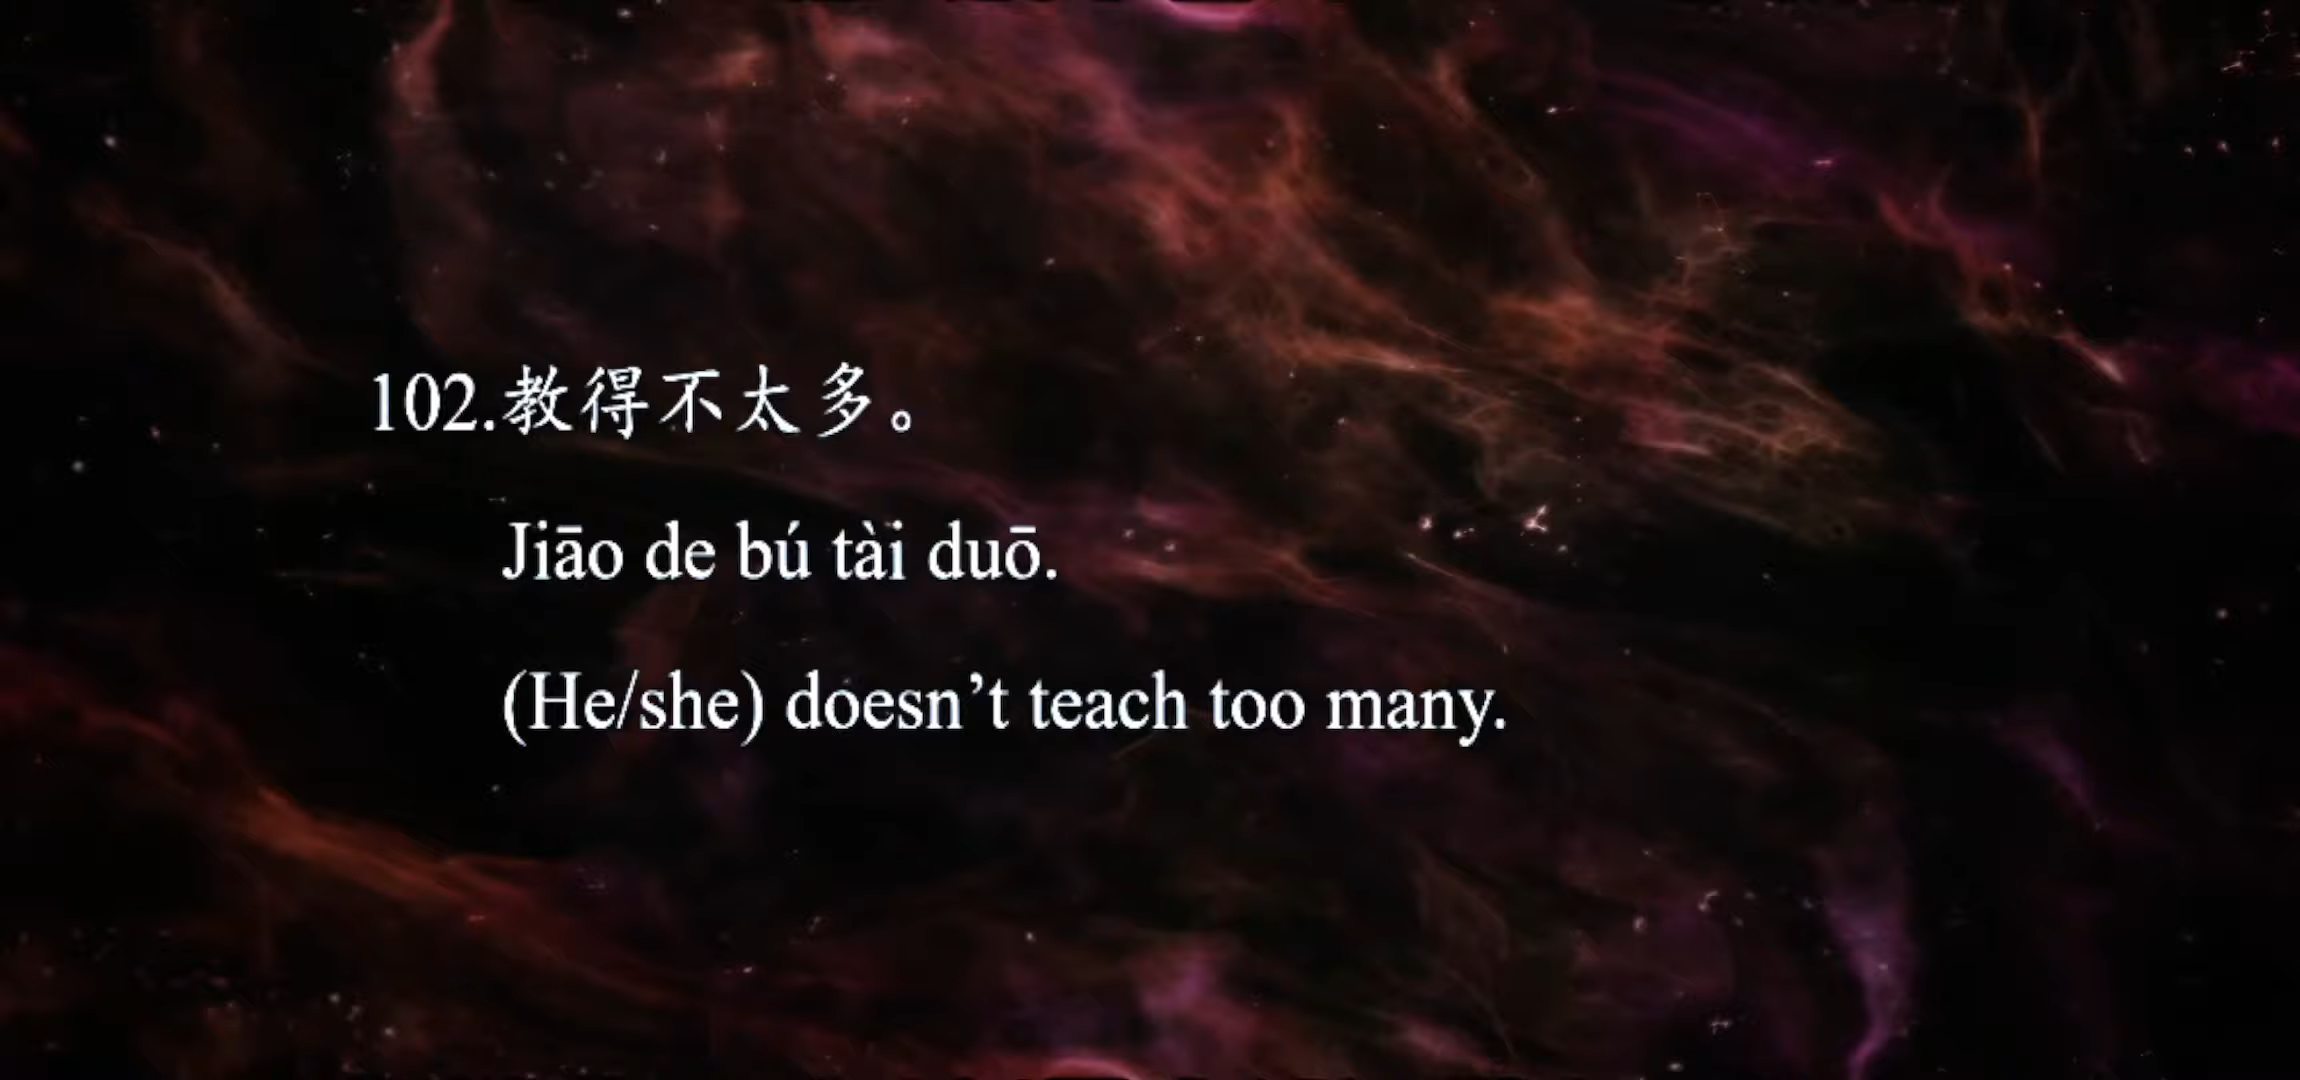 102.教得不太多。
Jiāo de bú tài duō.
(He/she) doesn’t teach too many.